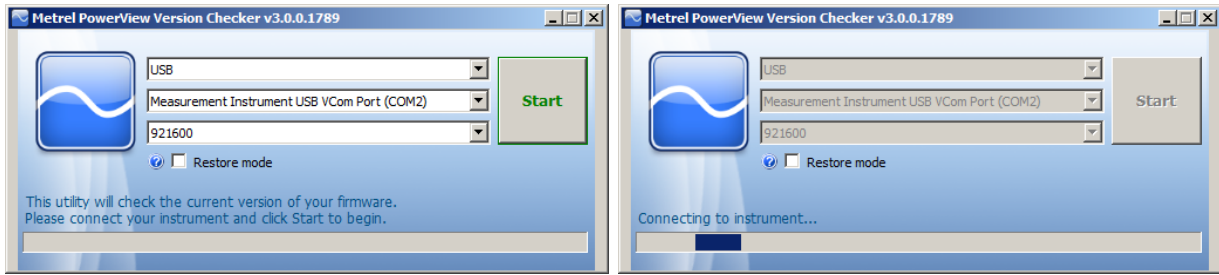 Metrel PowerView Version Checker v3.0.0.1789
USB
Measurement Instrument USB VCom Port (COM2)
921600
Start
Restore mode
This utility will check the current version of your firmware.
Please connect your instrument and click Start to begin.
Metrel PowerView Version Checker v3.0.0.1789
USB
Measurement Instrument USB VCom Port (COM2)
921600
Start
Restore mode
Connecting to instrument...